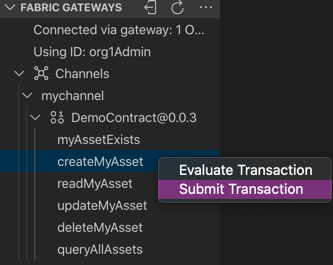 FABRIC GATEWAYS
Connected via gateway: 1 O...
Using ID: org1Admin
Channels
mychannel
DemoContract@0.0.3
myAssetExists
createMyAsset
Evaluate Transaction
readMyAsset
Submit Transaction
updateMyAsset
deleteMyAsset
queryAllAssets